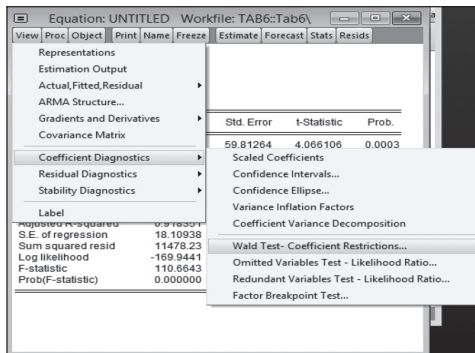 Equation: UNTITLED Workfile: TAB6::Tab6\
View Proc Object Print Name Freeze Estimate Forecast Stats Resids
Representations
Estimation Output
Actual,Fitted,Residual
ARMA Structure...
Gradients and Derivatives
Covariance Matrix
Coefficient Diagnostics
Residual Diagnostics
Stability Diagnostics
Label
Std. Error t-Statistic Prob.
59.81264 4.066106 0.0003
Scaled Coefficients
Confidence Intervals...
Confidence Ellipse...
Variance Inflation Factors
Coefficient Variance Decomposition
Wald Test- Coefficient Restrictions...
Omitted Variables Test - Likelihood Ratio...
Redundant Variables Test - Likelihood Ratio...
Factor Breakpoint Test...
Adjusted R-squared 0.918351
S.E. of regression 18.10938
Sum squared resid 11478.23
Log likelihood -169.9441
F-statistic 110.6643
Prob(F-statistic) 0.000000